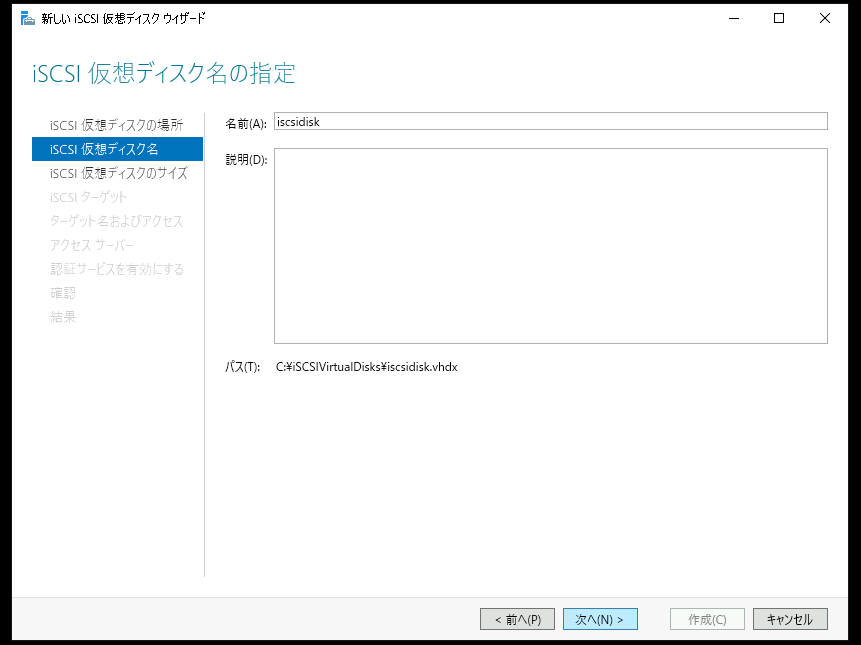 新しい iSCSI 仮想ディスク ウィザード
iSCSI 仮想ディスク名の指定
iSCSI 仮想ディスクの場所
iSCSI 仮想ディスク名
iSCSI 仮想ディスクのサイズ
iSCSI ターゲット
ターゲット名およびアクセス
アクセス サーバー
認証サービスを有効にする
確認
結果
名前(A): iscsidisk
説明(D):
パス(T): C:¥iSCSIVirtualDisks¥iscsidisk.vhdx
< 前へ(P) 次へ(N) > 作成(C) キャンセル